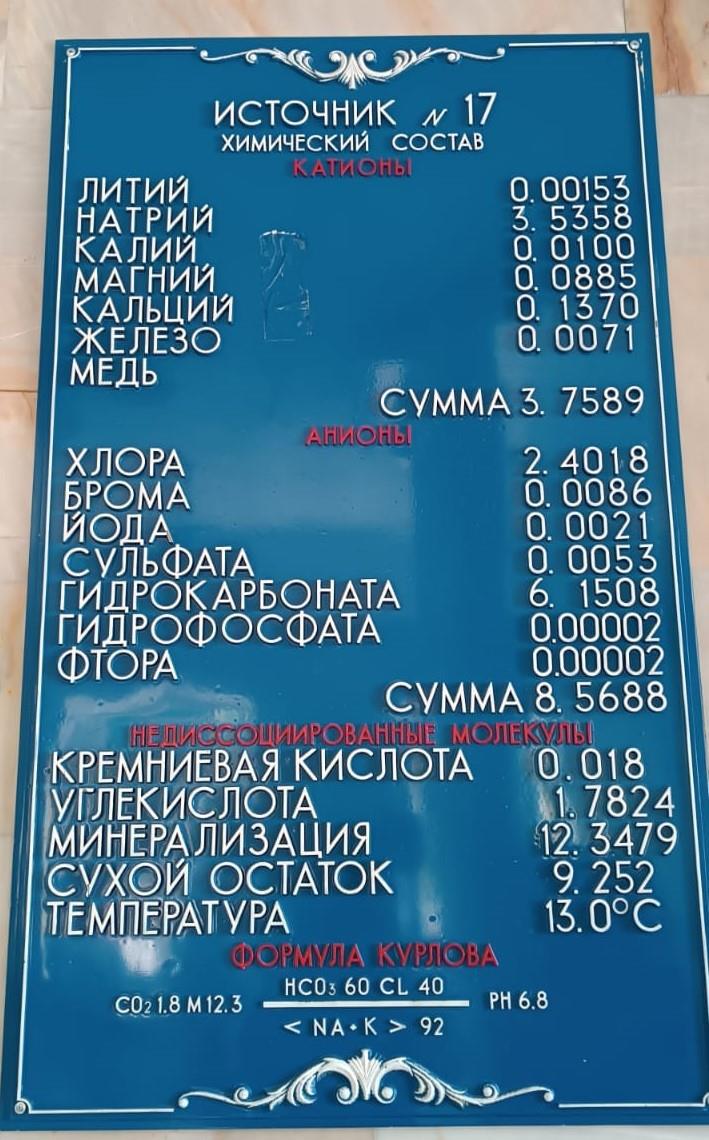 ИСТОЧНИК N 17
ХИМИЧЕСКИЙ СОСТАВ
КАТИОНЫ
ЛИТИЙ 0.00153
НАТРИЙ 3.5358
КАЛИЙ 0.0100
МАГНИЙ 0.0885
КАЛЬЦИЙ 0.1370
ЖЕЛЕЗО 0.0071
МЕДЬ
СУММА 3.7589
АНИОНЫ
ХЛОРА 2.4018
БРОМА 0.0086
ЙОДА 0.0021
СУЛЬФАТА 0.0053
ГИДРОКАРБОНАТА 6.1508
ГИДРОФОСФАТА 0.00002
ФТОРА 0.00002
СУММА 8.5688
НЕДИССОЦИИРОВАННЫЕ МОЛЕКУЛЫ
КРЕМНИЕВАЯ КИСЛОТА 0.018
УГЛЕКИСЛОТА 1.7824
МИНЕРАЛИЗАЦИЯ 12.3479
СУХОЙ ОСТАТОК 9.252
ТЕМПЕРАТУРА 13.0°C
ФОРМУЛА КУРЛОВА
HCO3 60 CL 40
CO2 1.8 M 12.3 PH 6.8
< NA+K > 92